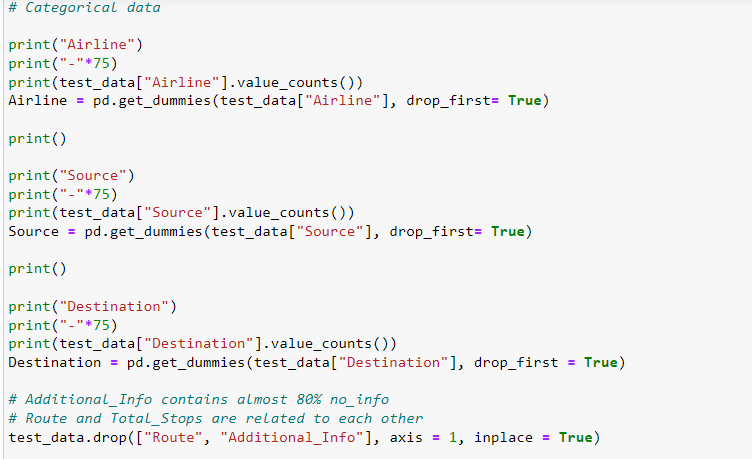 # Categorical data
print("Airline")
print("-"*75)
print(test_data["Airline"].value_counts())
Airline = pd.get_dummies(test_data["Airline"], drop_first= True)
print()
print("Source")
print("-"*75)
print(test_data["Source"].value_counts())
Source = pd.get_dummies(test_data["Source"], drop_first= True)
print()
print("Destination")
print("-"*75)
print(test_data["Destination"].value_counts())
Destination = pd.get_dummies(test_data["Destination"], drop_first = True)
# Additional_Info contains almost 80% no_info
# Route and Total_Stops are related to each other
test_data.drop(["Route", "Additional_Info"], axis = 1, inplace = True)